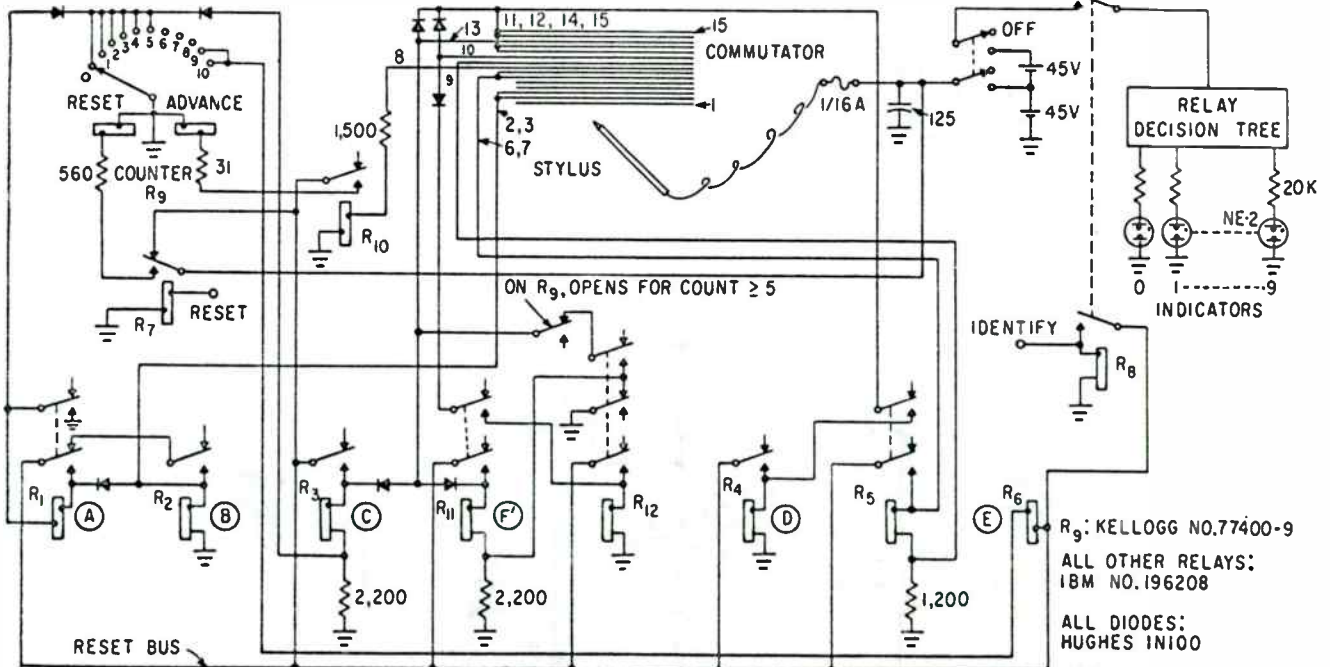 11, 12, 14, 15
13
15
COMMUTATOR
OFF
10
8
9
1
2
3
4
5
6
7
8
9
10
0
RESET
ADVANCE
1
45V
45V
1/16 A
125
RELAY
DECISION TREE
1,500
2,3
6,7
STYLUS
560
COUNTER
31
R9
R10
20K
NE-2
0 1 ----- 9
INDICATORS
ON R9, OPENS FOR COUNT ≥ 5
RESET
R7
IDENTIFY
R8
R1
A
R2
B
R3
C
R11
F'
R12
R4
D
R5
E
R6
R9: KELLOGG NO.77400-9
ALL OTHER RELAYS:
IBM NO.196208
2,200
2,200
1,200
ALL DIODES:
HUGHES IN100
RESET BUS